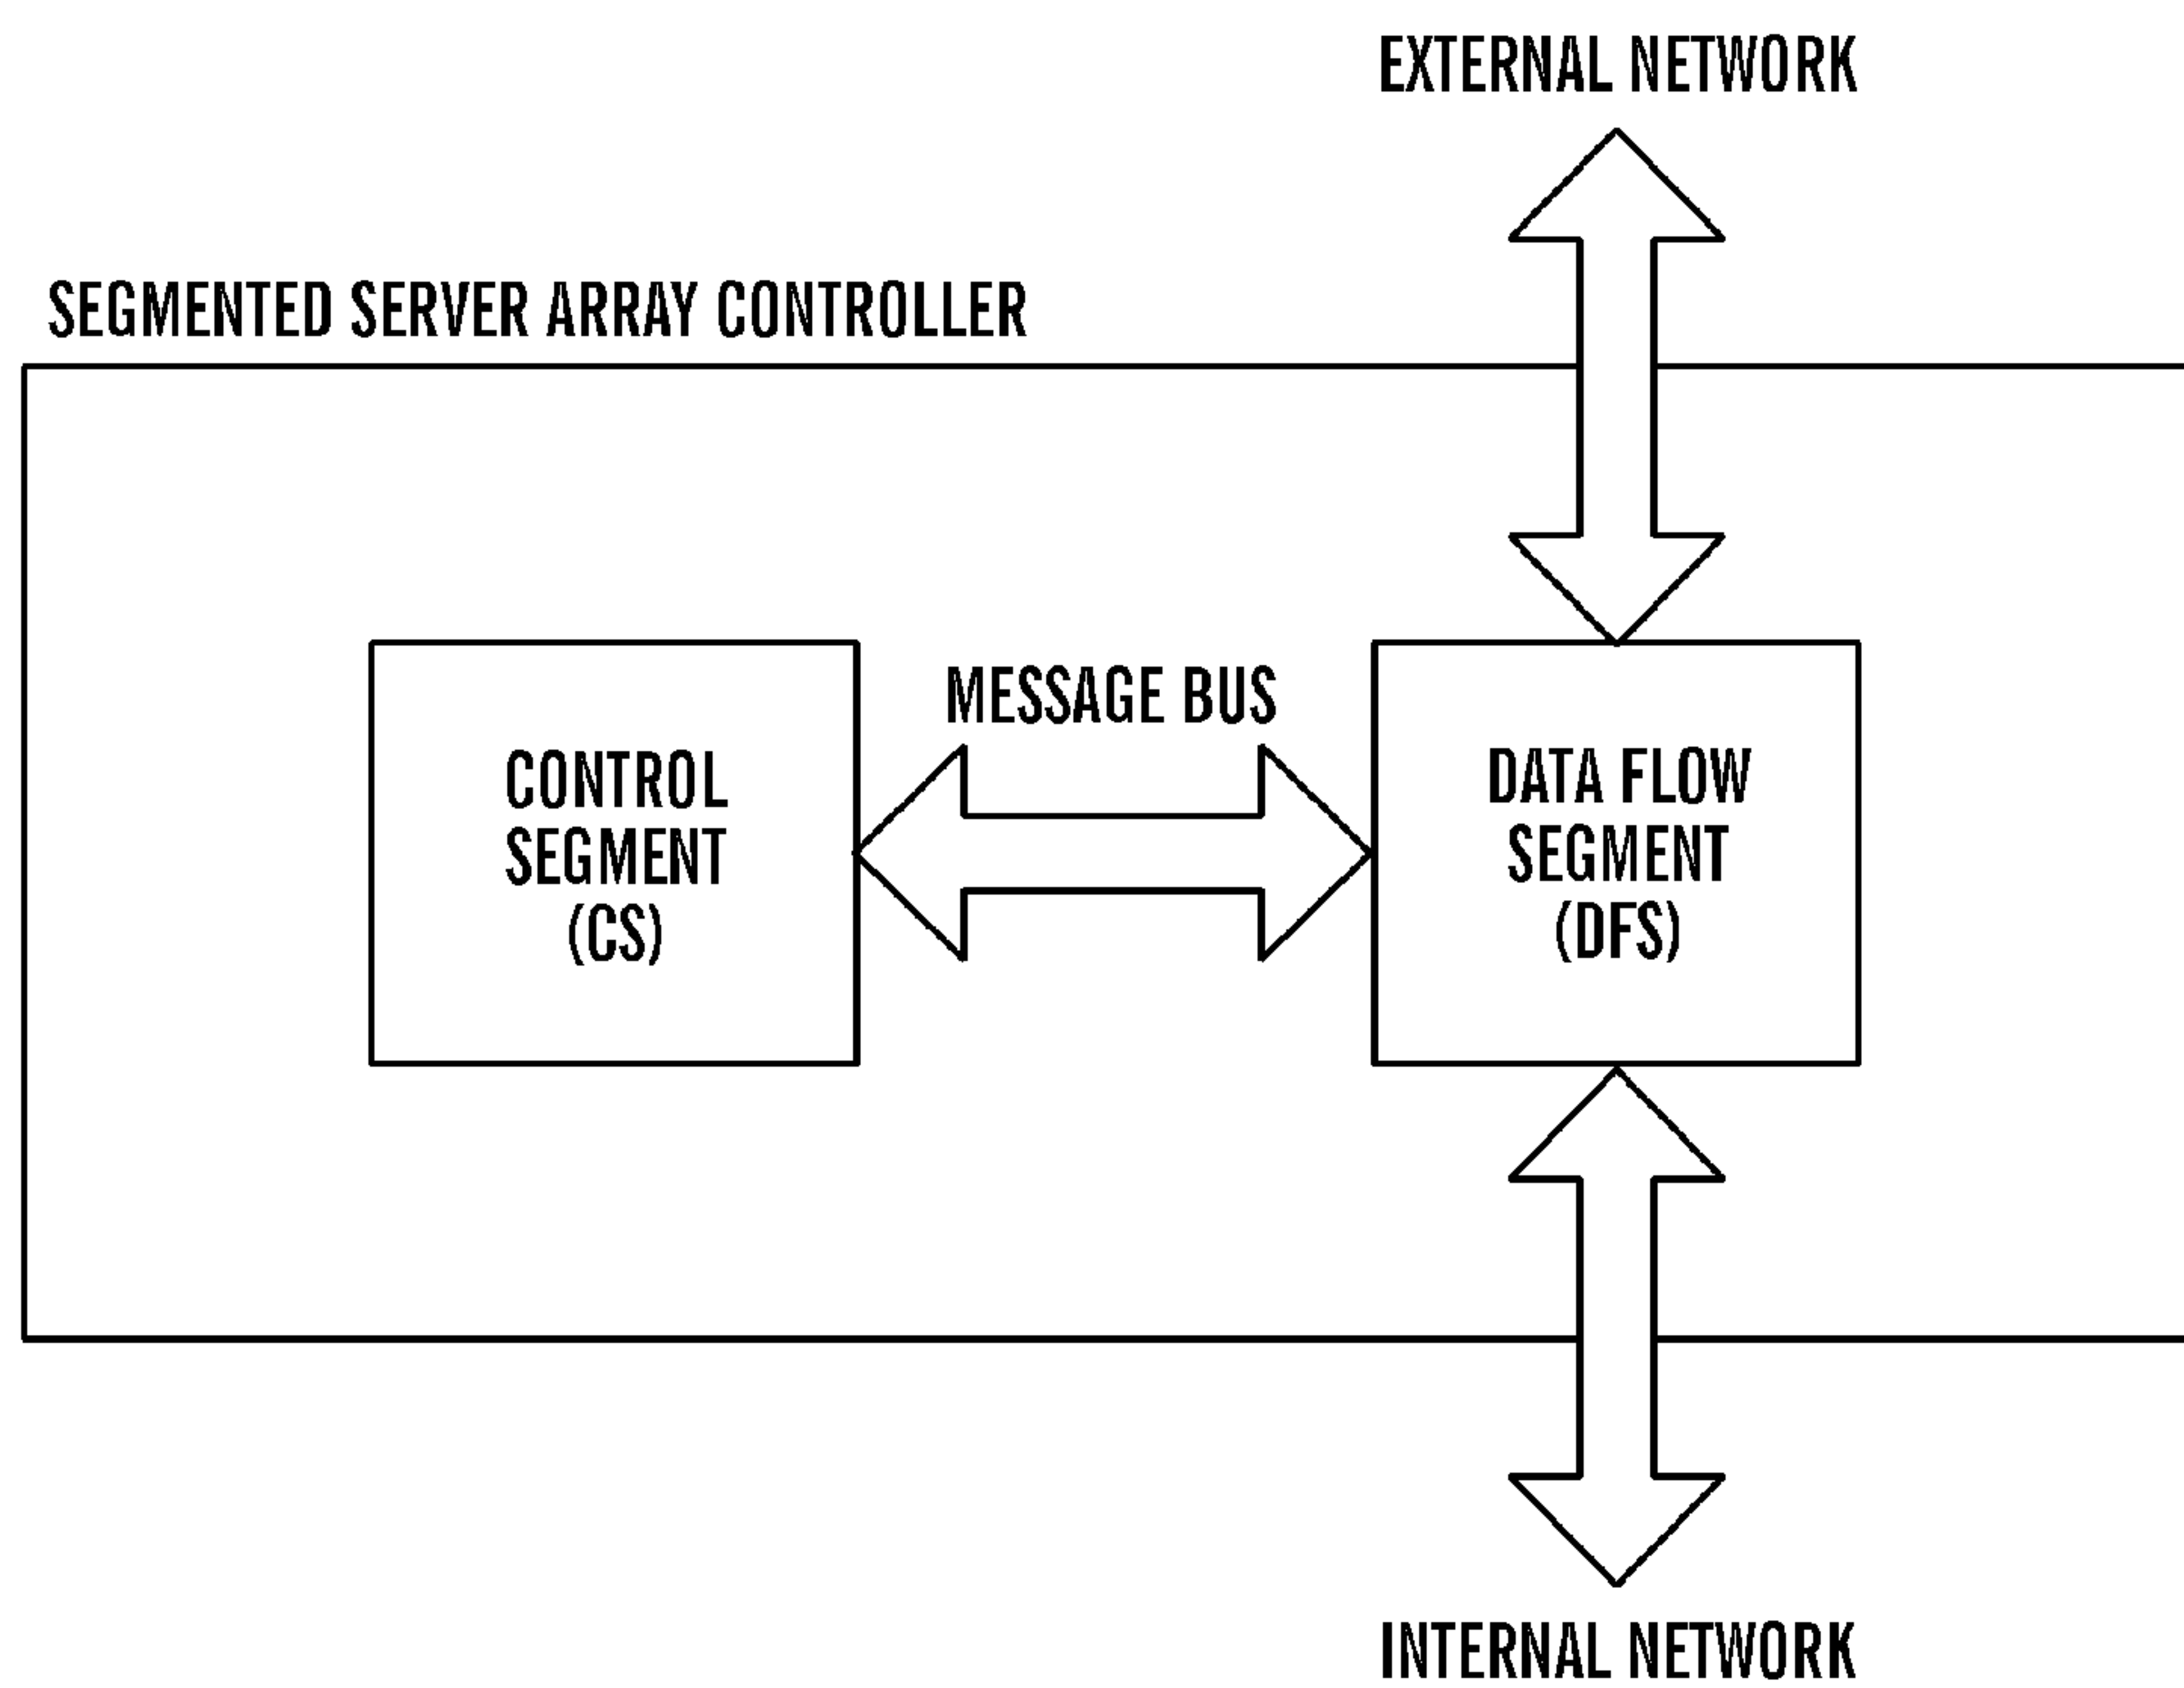 EXTERNAL NETWORK
SEGMENTED SERVER ARRAY CONTROLLER
MESSAGE BUS
CONTROL
SEGMENT
(CS)
DATA FLOW
SEGMENT
(DFS)
INTERNAL NETWORK